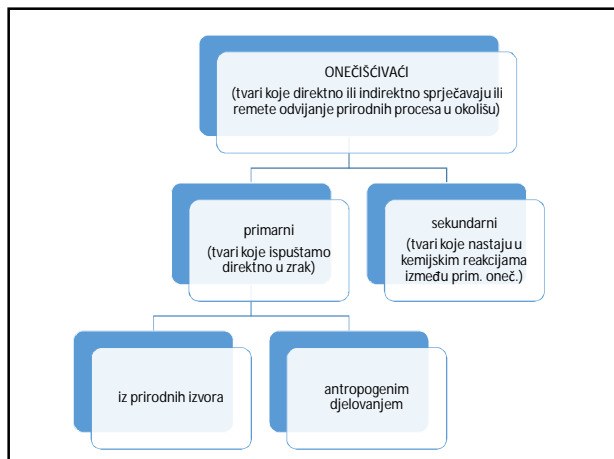 ONEČIŠĆIVAĆI
(tvari koje direktno ili indirektno sprječavaju ili
remete odvijanje prirodnih procesa u okolišu)
primarni
(tvari koje ispuštamo
direktno u zrak)
sekundarni
(tvari koje nastaju u
kemijskim reakcijama
između prim. oneč.)
iz prirodnih izvora
antropogenim
djelovanjem